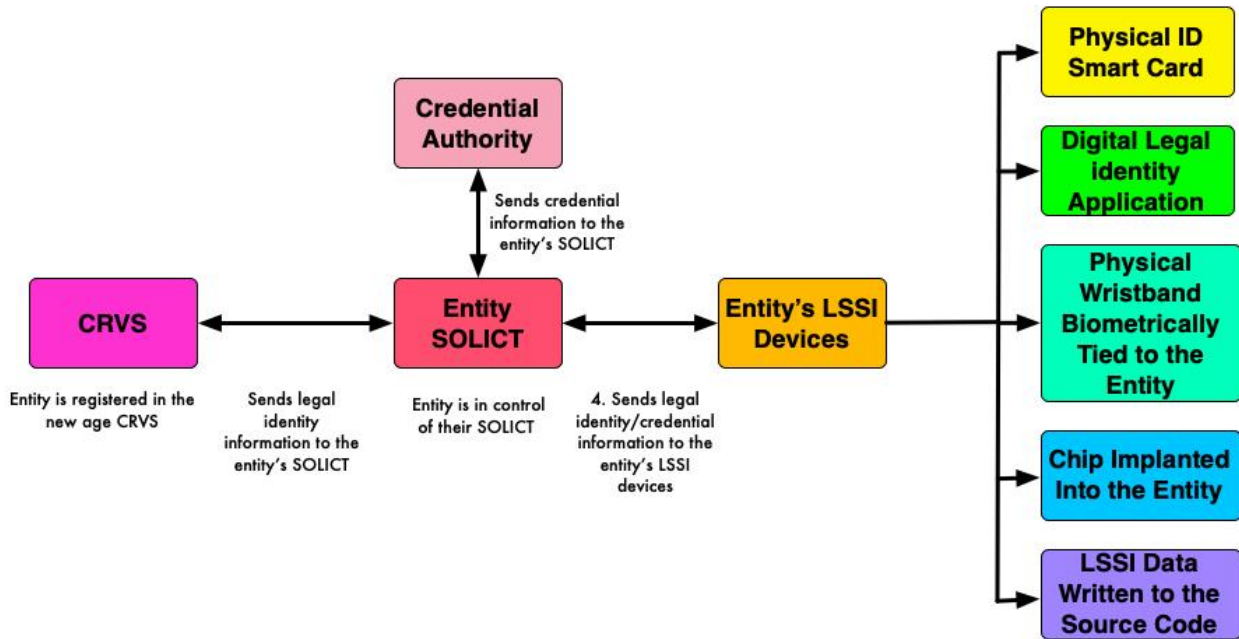 Physical ID
Smart Card
Credential
Authority
Digital Legal
identity
Application
Sends credential
information to the
entity's SOLICT
Physical
Wristband
Biometrically
Tied to the
Entity
CRVS
Entity
SOLICT
Entity's LSSI
Devices
Entity is registered in the
new age CRVS
Sends legal
identity
information to the
entity's SOLICT
Entity is in control
of their SOLICT
4. Sends legal
identity/credential
information to the
entity's LSSI
devices
Chip Implanted
Into the Entity
LSSI Data
Written to the
Source Code